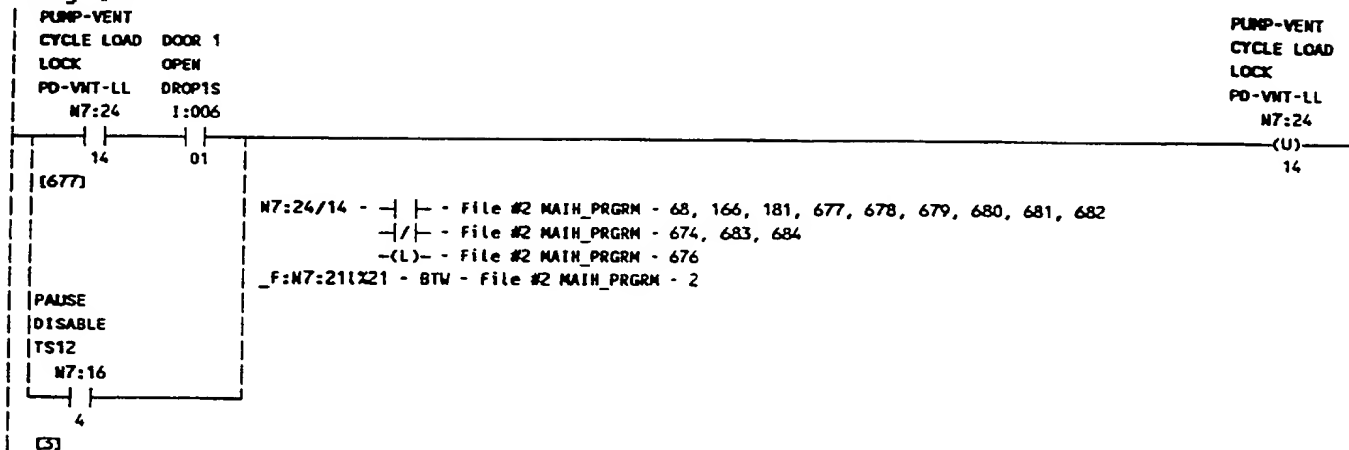 PUMP-VENT
CYCLE LOAD DOOR 1
LOCK OPEN
PD-VNT-LL DROP1S
N7:24 I:006
14 01
PUMP-VENT
CYCLE LOAD
LOCK
PD-VNT-LL
N7:24
(U)
14
[677]
N7:24/14 - -] [- - File #2 MAIN_PRGRM - 68, 166, 181, 677, 678, 679, 680, 681, 682
-]/[- - File #2 MAIN_PRGRM - 674, 683, 684
-(L)- - File #2 MAIN_PRGRM - 676
_F:N7:21[%21 - BTW - File #2 MAIN_PRGRM - 2
PAUSE
DISABLE
TS12
N7:16
4
[3]